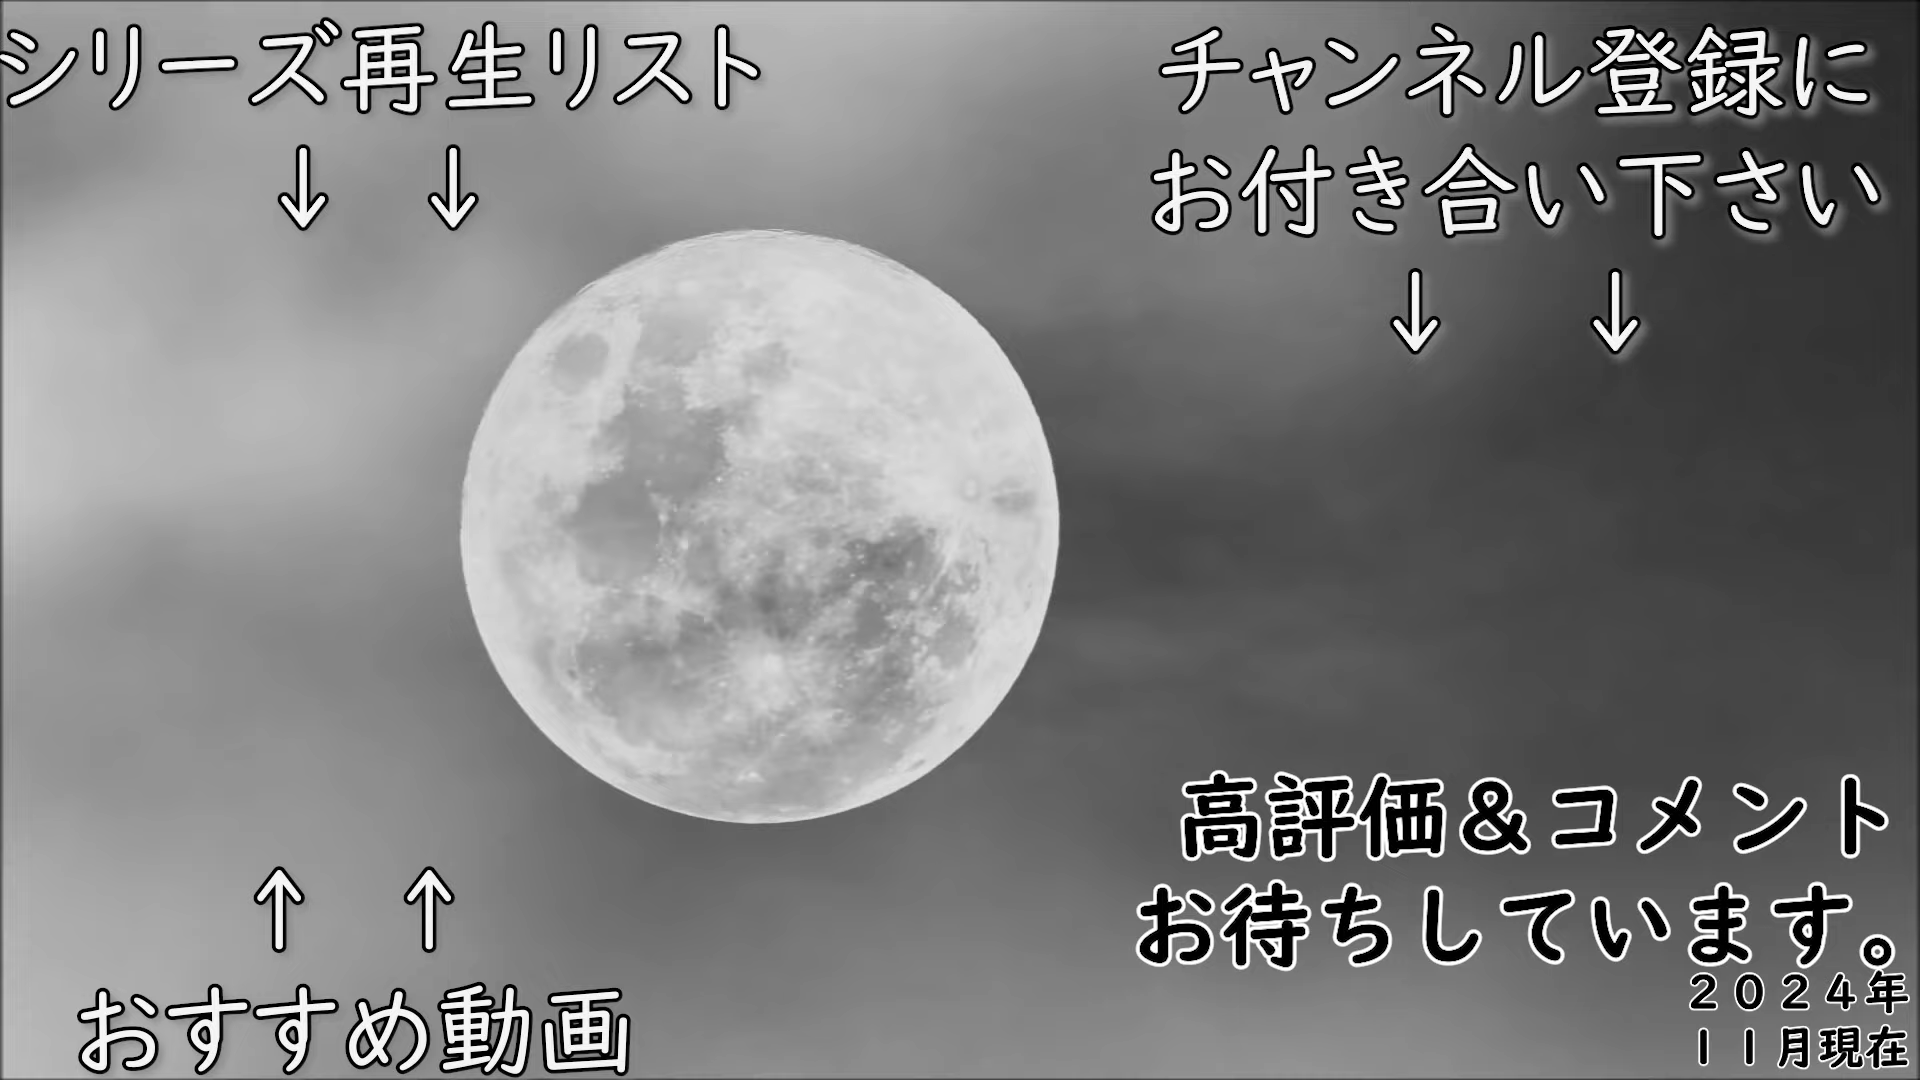 シリーズ再生リスト
↓ ↓
チャンネル登録に
お付き合い下さい
↓ ↓
↑ ↑
おすすめ動画
高評価＆コメント
お待ちしています。
２０２４年
１１月現在